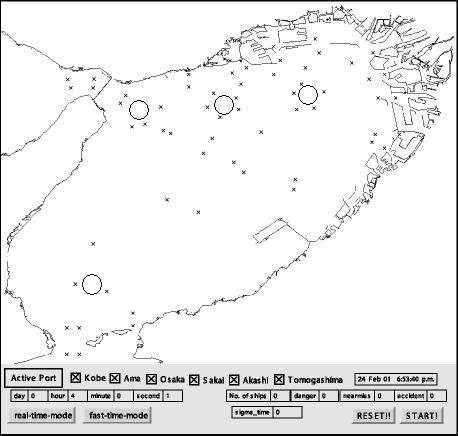 Active Port Kobe Ama Osaka Sakai Akashi Tomogashima 24 Feb 01 6:53:40 p.m.
day 0 hour 4 minute 0 second 1 No. of ships 0 danger 0 nearmiss 0 accident 0
real-time-mode fast-time-mode sigma_time 0 RESET!! START!